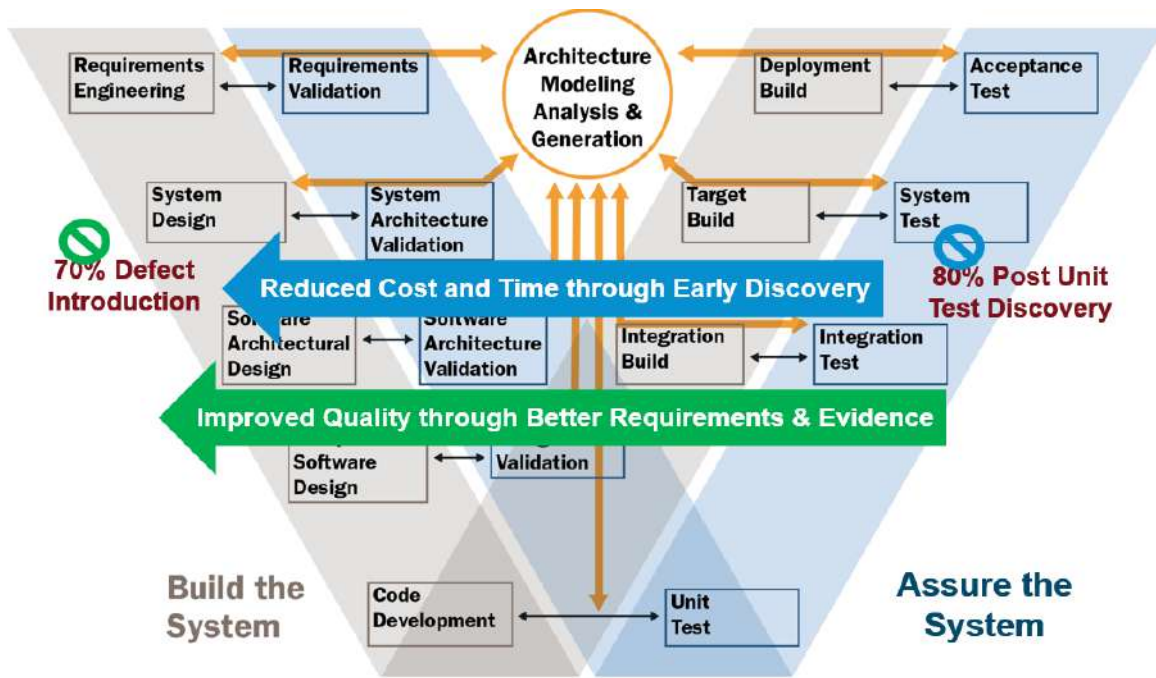 Requirements
Engineering
Requirements
Validation
Architecture
Modeling
Analysis &
Generation
Deployment
Build
Acceptance
Test
System
Design
System
Architecture
Validation
Target
Build
System
Test
70% Defect
Introduction
Reduced Cost and Time through Early Discovery
80% Post Unit
Test Discovery
Software
Architectural
Design
Software
Architecture
Validation
Integration
Build
Integration
Test
Improved Quality through Better Requirements & Evidence
Software
Design
Validation
Build the
System
Code
Development
Unit
Test
Assure the
System